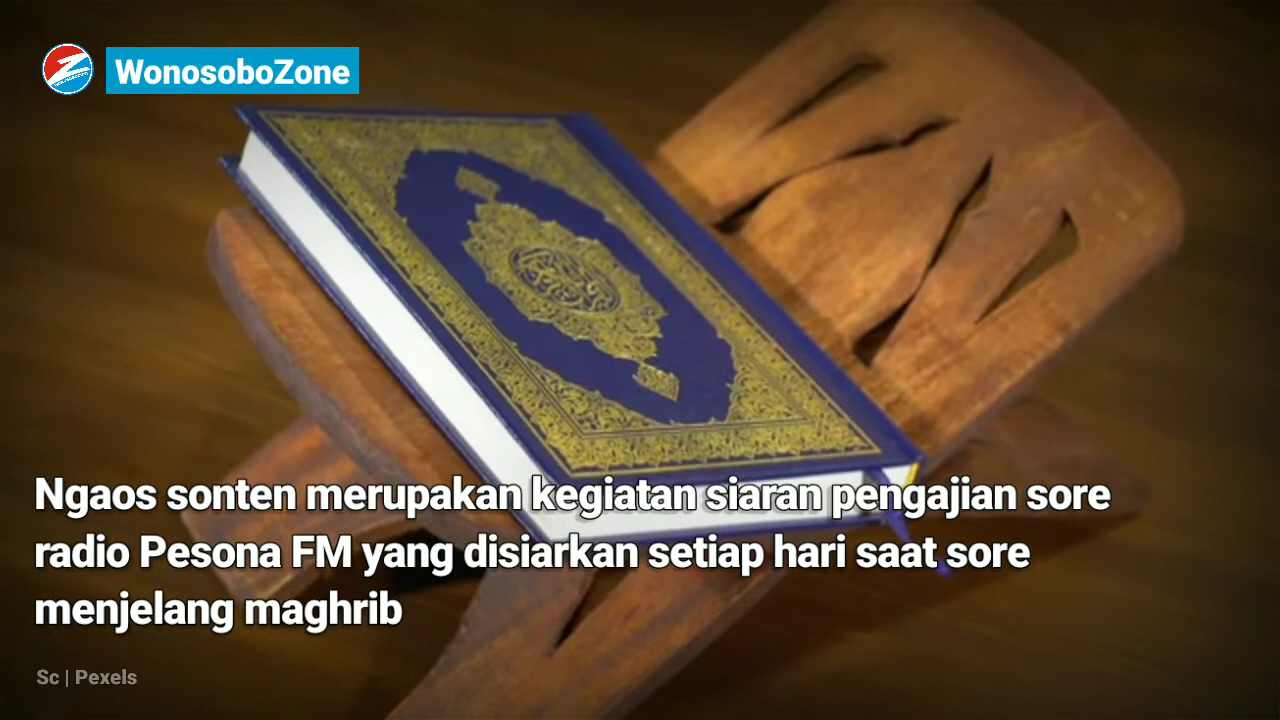 WonosoboZone
Ngaos sonten merupakan kegiatan siaran pengajian sore
radio Pesona FM yang disiarkan setiap hari saat sore
menjelang maghrib
Sc | Pexels